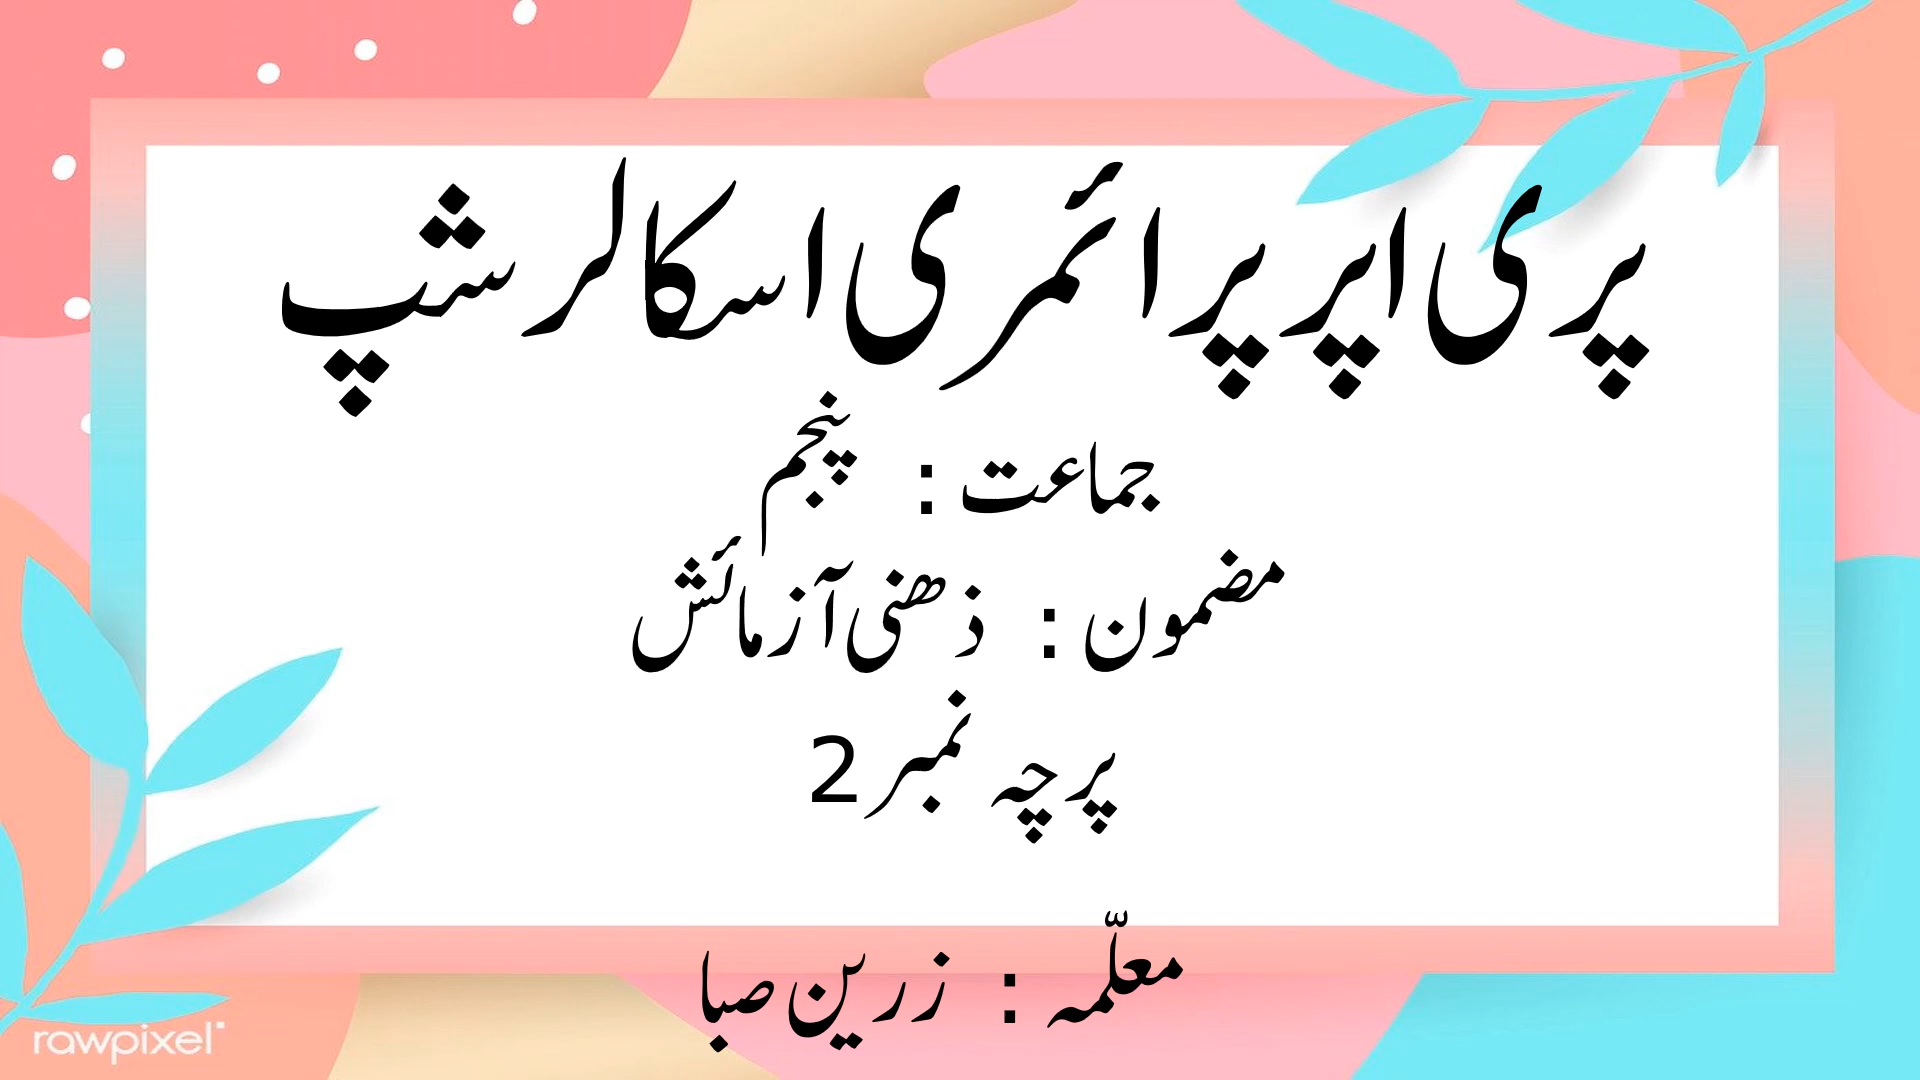 پری اپر پرائمری اسکالرشپ
جماعت : پنجم
مضمون : ذھنی آزمائش
پرچہ نمبر 2
معلّمہ : زرین صبا
rawpixel